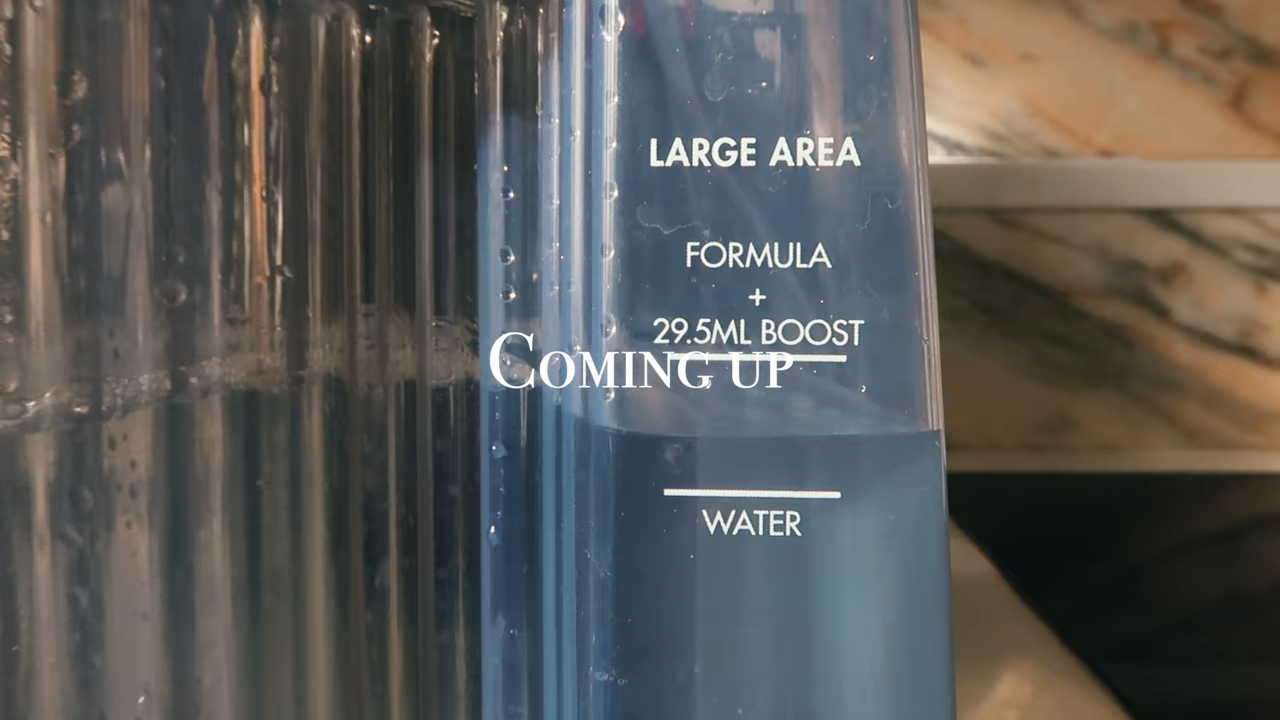 LARGE AREA
FORMULA
+
29.5ML BOOST
Coming up
WATER